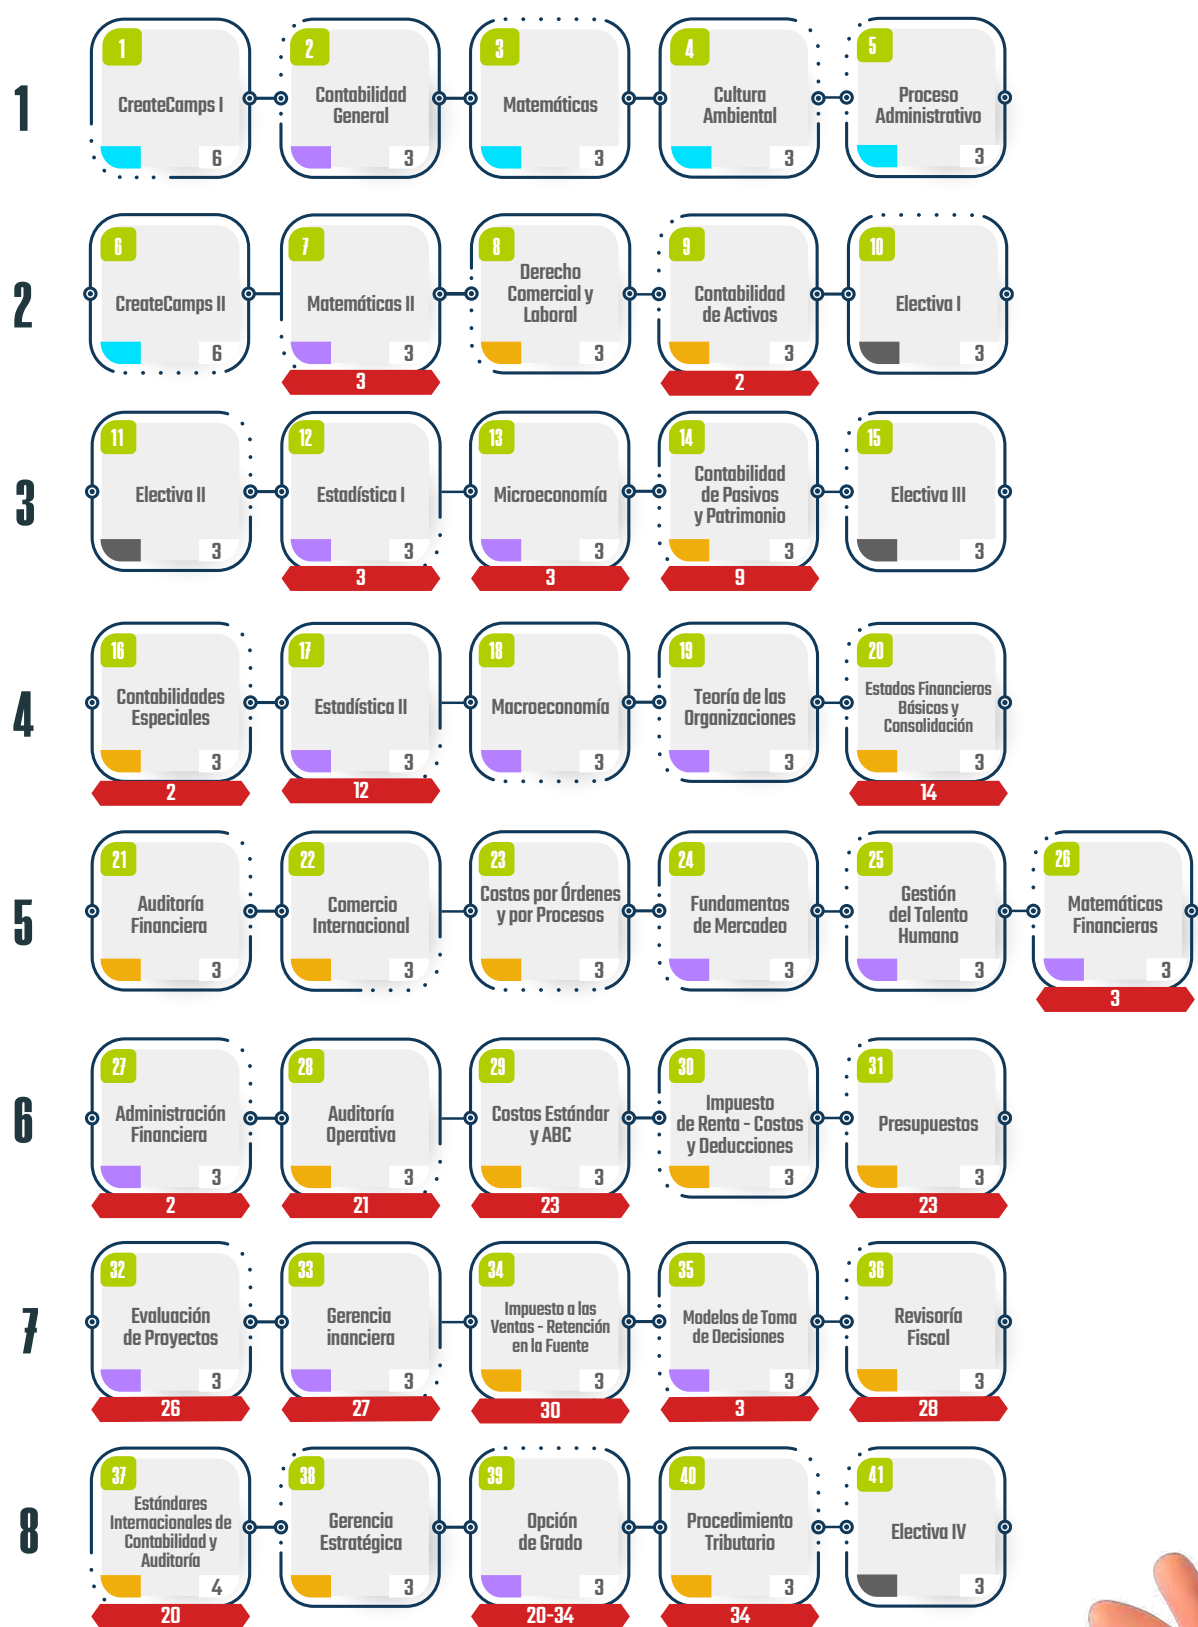 1
1
CreateCamps I
6
2
Contabilidad
General
3
3
Matemáticas
3
4
Cultura
Ambiental
3
5
Proceso
Administrativo
3
2
6
CreateCamps II
6
7
Matemáticas II
3
3
8
Derecho
Comercial y
Laboral
3
9
Contabilidad
de Activos
3
2
10
Electiva I
3
3
11
Electiva II
3
12
Estadística I
3
3
13
Microeconomía
3
3
14
Contabilidad
de Pasivos
y Patrimonio
3
9
15
Electiva III
3
4
16
Contabilidades
Especiales
3
2
17
Estadística II
3
12
18
Macroeconomía
3
19
Teoría de las
Organizaciones
3
20
Estados Financieros
Básicos y
Consolidación
3
14
5
21
Auditoría
Financiera
3
22
Comercio
Internacional
3
23
Costos por Órdenes
y por Procesos
3
24
Fundamentos
de Mercadeo
3
25
Gestión
del Talento
Humano
3
26
Matemáticas
Financieras
3
3
6
27
Administración
Financiera
3
2
28
Auditoría
Operativa
3
21
29
Costos Estándar
y ABC
3
23
30
Impuesto
de Renta - Costos
y Deducciones
3
31
Presupuestos
3
23
7
32
Evaluación
de Proyectos
3
26
33
Gerencia
inanciera
3
27
34
Impuesto a las
Ventas - Retención
en la Fuente
3
30
35
Modelos de Toma
de Decisiones
3
3
36
Revisoría
Fiscal
3
28
8
37
Estándares
Internacionales de
Contabilidad y
Auditoría
4
20
38
Gerencia
Estratégica
3
39
Opción
de Grado
3
20-34
40
Procedimiento
Tributario
3
34
41
Electiva IV
3